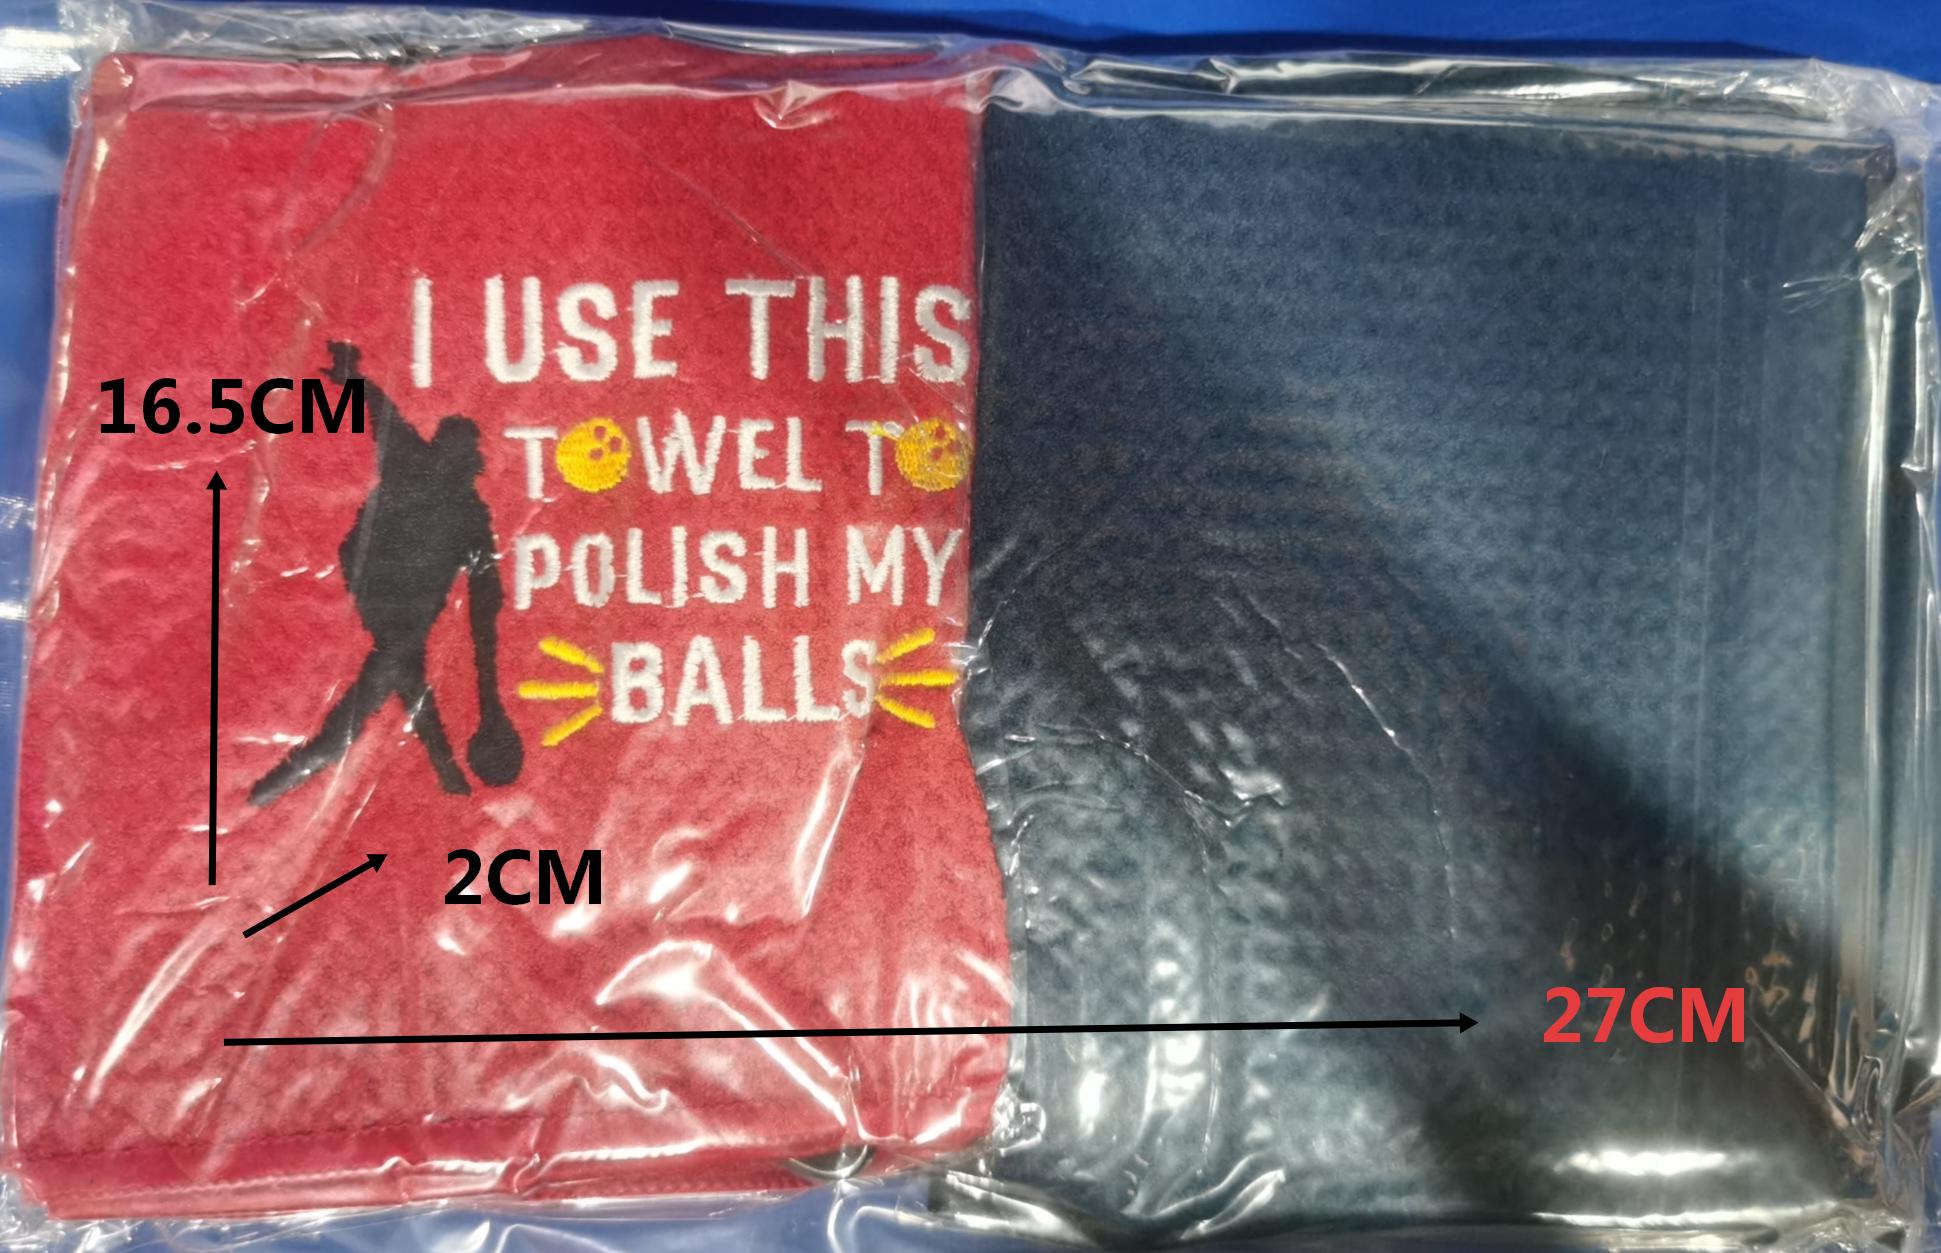 I USE THIS
16.5CM
TOWEL TO
POLISH MY
BALLS
2CM
27CM